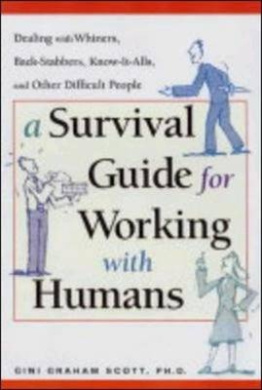 Dealing with Whiners,
Back-Stabbers, Know-It-Alls,
and Other Difficult People
a Survival
Guide for
Working
with
Humans
GINI GRAHAM SCOTT, PH.D.